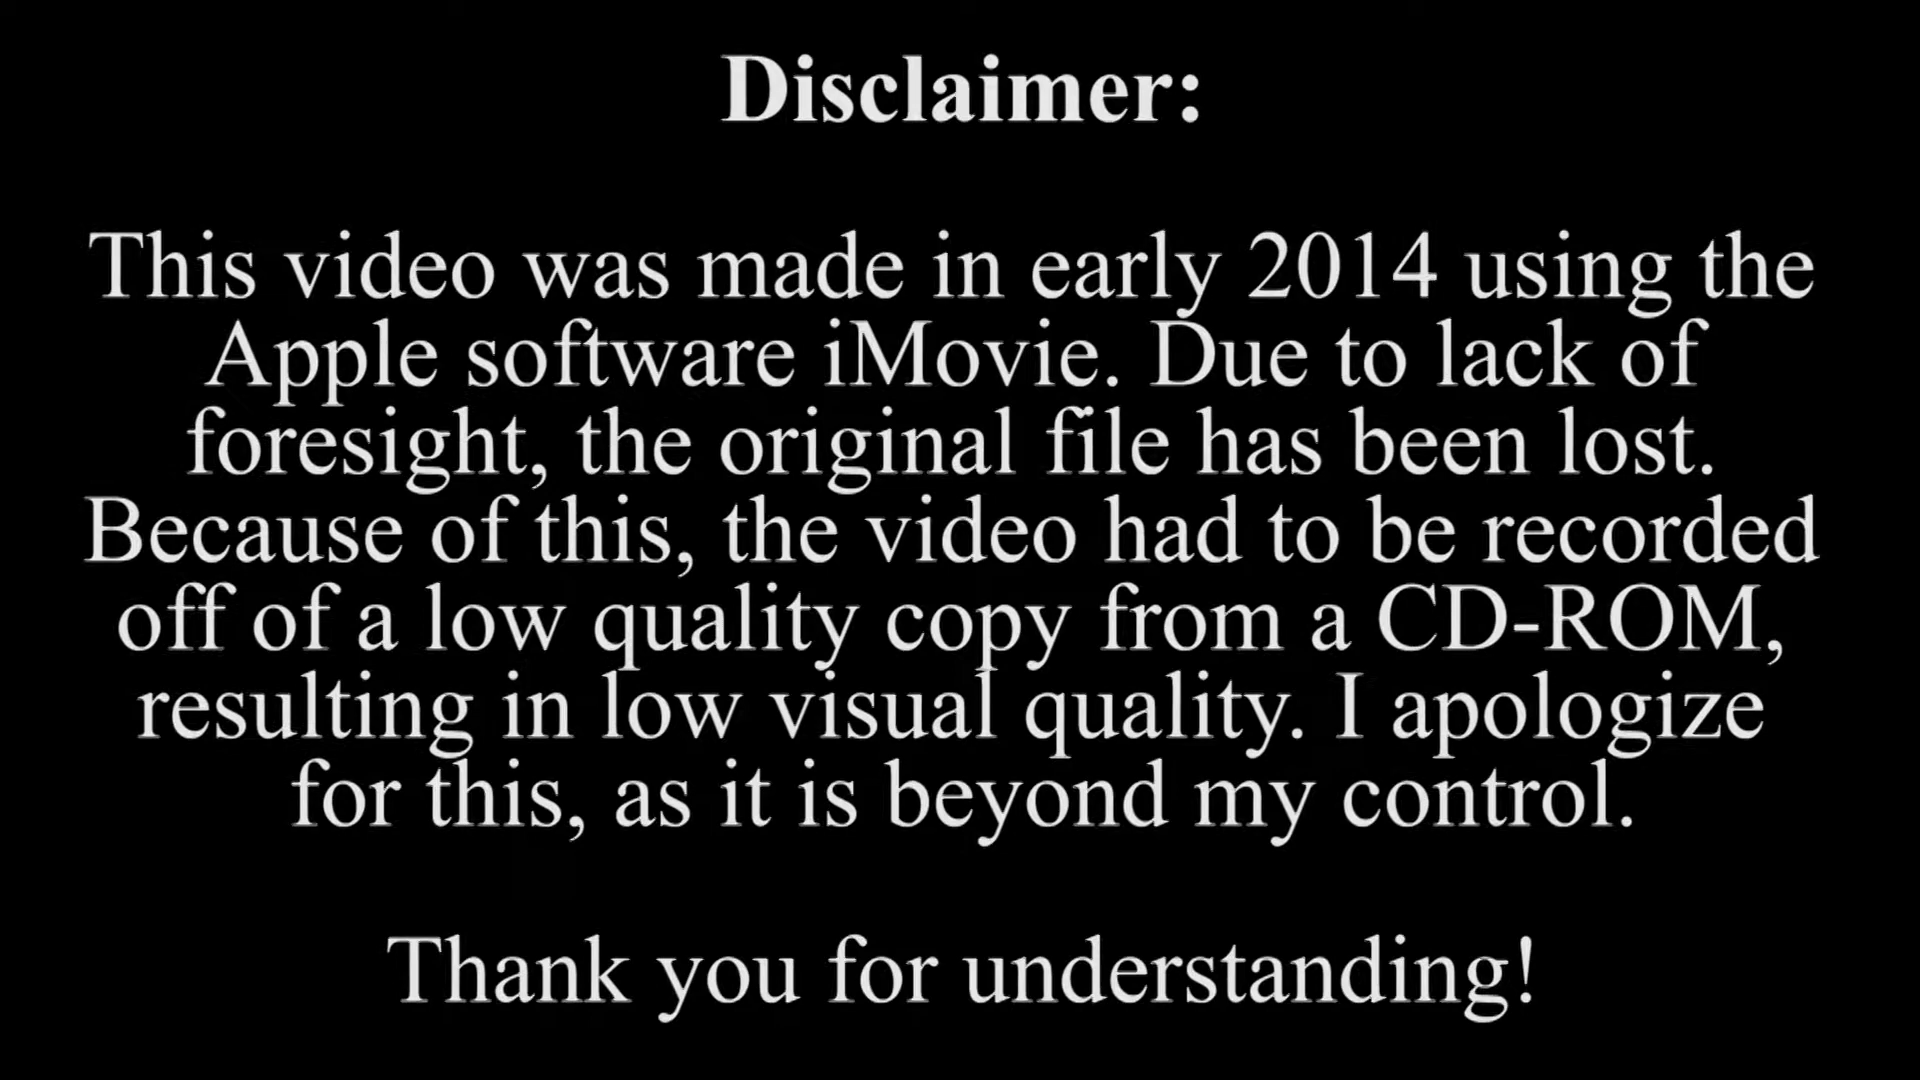 Disclaimer:
This video was made in early 2014 using the
Apple software iMovie. Due to lack of
foresight, the original file has been lost.
Because of this, the video had to be recorded
off of a low quality copy from a CD-ROM,
resulting in low visual quality. I apologize
for this, as it is beyond my control.
Thank you for understanding!